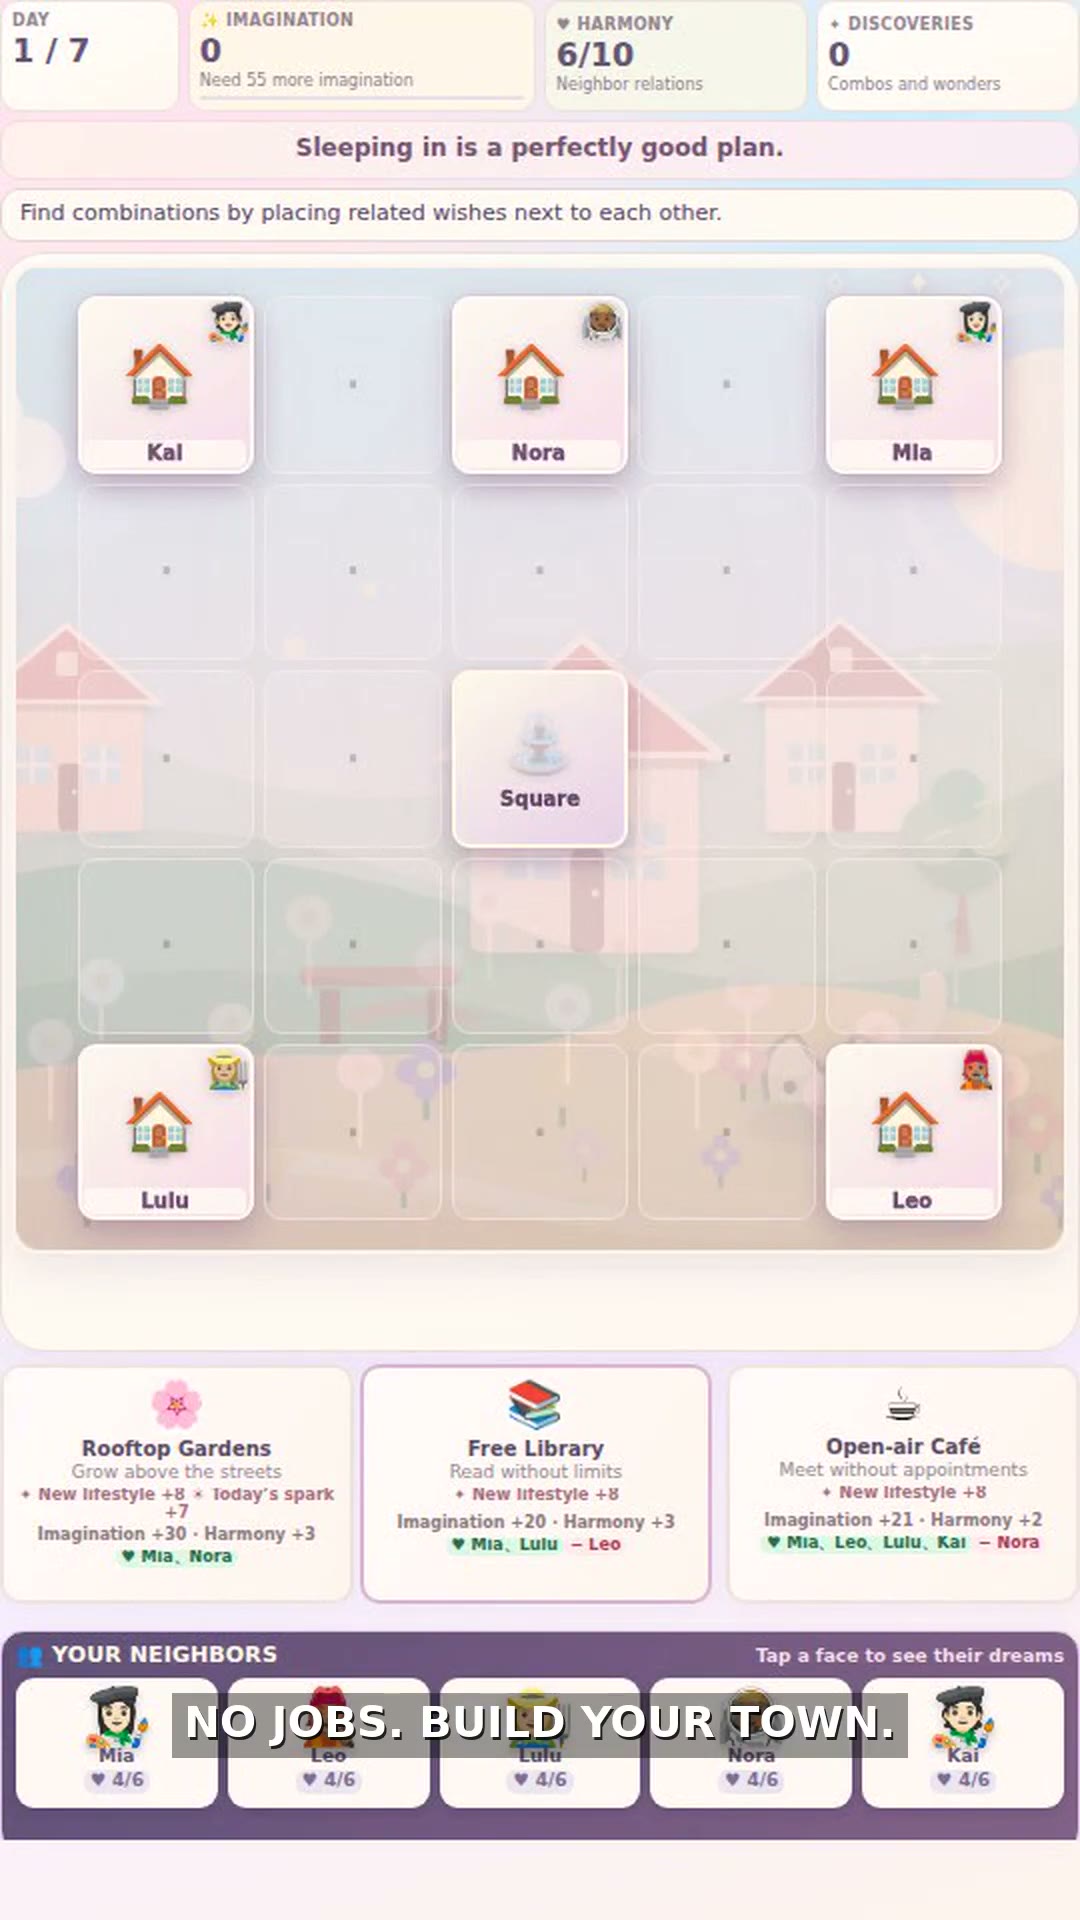 DAY
1 / 7
✨ IMAGINATION
0
Need 55 more imagination
♥ HARMONY
6/10
Neighbor relations
✦ DISCOVERIES
0
Combos and wonders
Sleeping in is a perfectly good plan.
Find combinations by placing related wishes next to each other.
Kai
Nora
Mia
Square
Lulu
Leo
Rooftop Gardens
Grow above the streets
✦ New lifestyle +8 ☀ Today's spark
+7
Imagination +30 · Harmony +3
♥ Mia、Nora
Free Library
Read without limits
✦ New lifestyle +8
Imagination +20 · Harmony +3
♥ Mia、Lulu − Leo
Open-air Café
Meet without appointments
✦ New lifestyle +8
Imagination +21 · Harmony +2
♥ Mia、Leo、Lulu、Kai − Nora
👥 YOUR NEIGHBORS
Tap a face to see their dreams
NO JOBS. BUILD YOUR TOWN.
Mia
♥ 4/6
Leo
♥ 4/6
Lulu
♥ 4/6
Nora
♥ 4/6
Kai
♥ 4/6